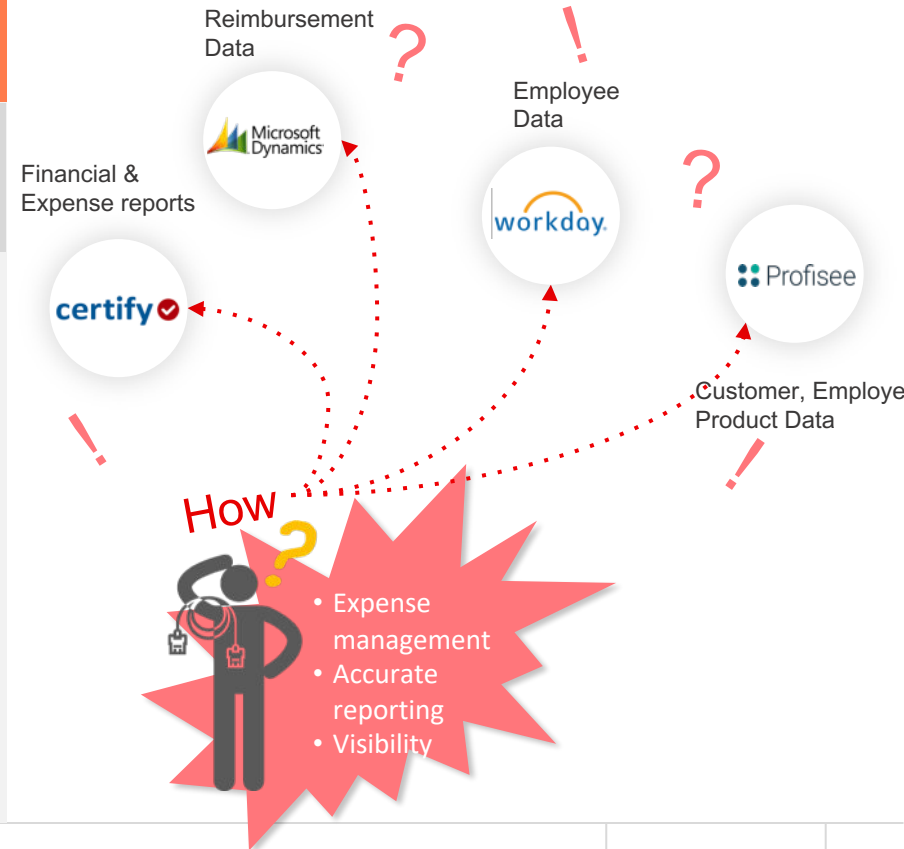 Reimbursement
Data
?
!
Employee
Data
Microsoft
Dynamics
?
Financial &
Expense reports
workday.
Profisee
certify
Customer, Employe
Product Data
!
!
How
?
• Expense
management
• Accurate
reporting
• Visibility